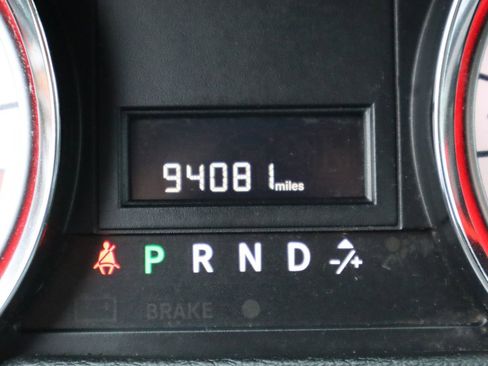 94081 miles
P R N D -/+
BRAKE